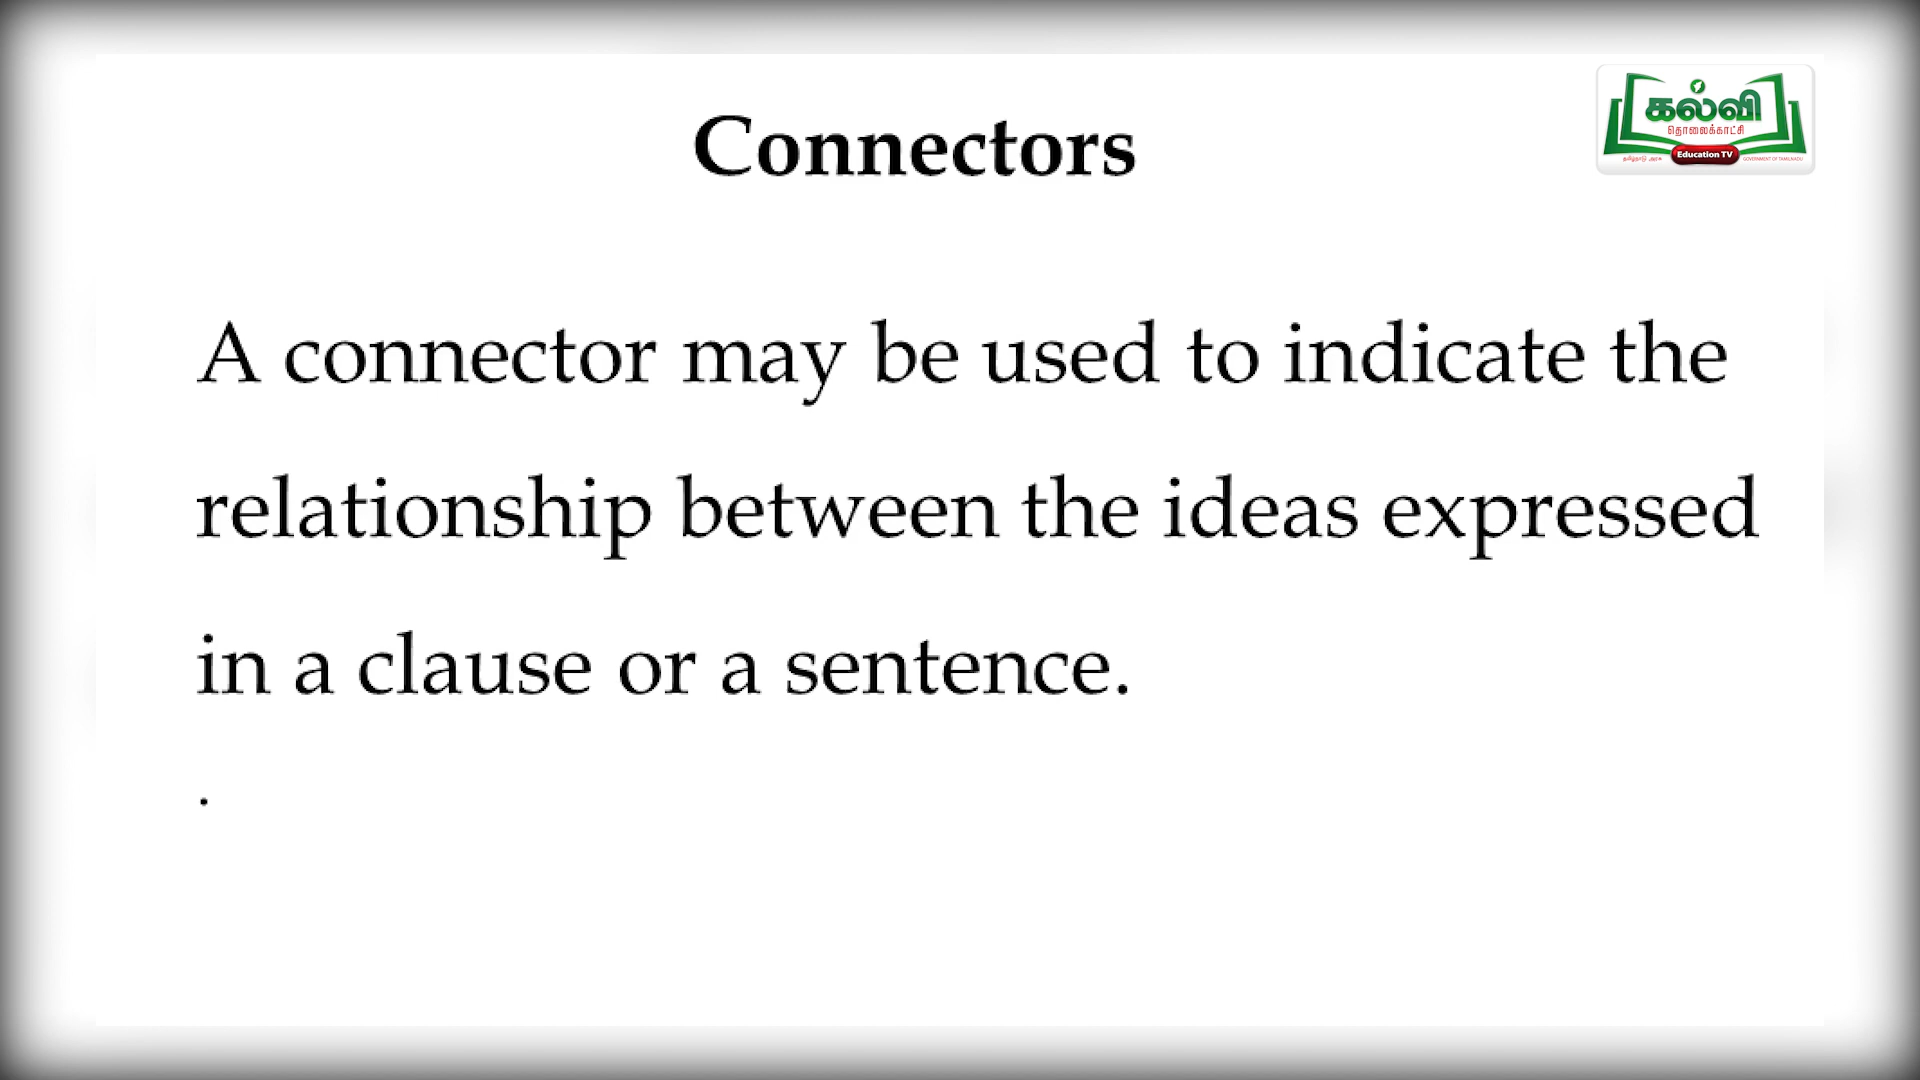 கல்வி
தொலைக்காட்சி
தமிழ்நாடு அரசு
Education TV
GOVERNMENT OF TAMILNADU
Connectors
A connector may be used to indicate the
relationship between the ideas expressed
in a clause or a sentence.
.